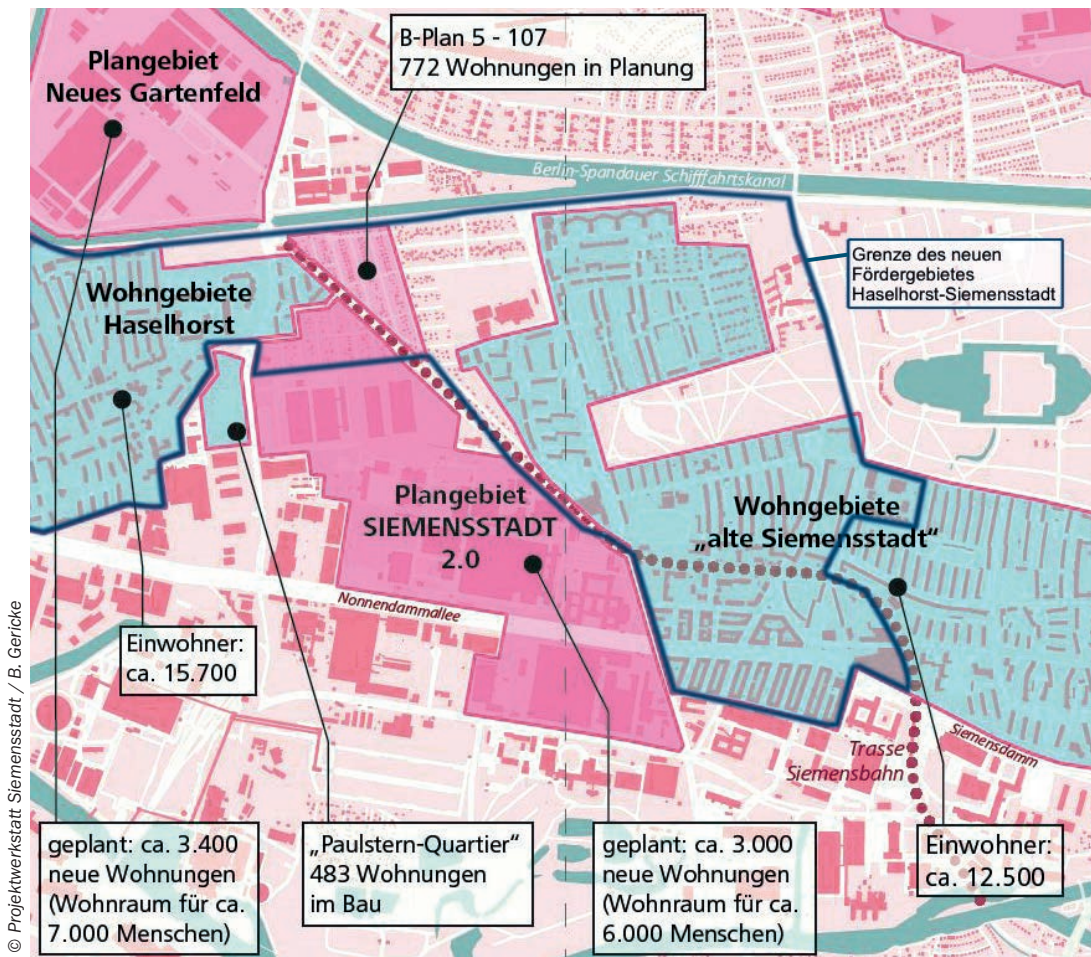 B-Plan 5 - 107
772 Wohnungen in Planung
Plangebiet
Neues Gartenfeld
Berlin-Spandauer Schifffahrtskanal
Grenze des neuen
Fördergebietes
Haselhorst-Siemensstadt
Wohngebiete
Haselhorst
Plangebiet
SIEMENSSTADT
2.0
Wohngebiete
„alte Siemensstadt“
Nonnendammallee
Einwohner:
ca. 15.700
Trasse
Siemensbahn
Siemensdamm
geplant: ca. 3.400
neue Wohnungen
(Wohnraum für ca.
7.000 Menschen)
„Paulstern-Quartier“
483 Wohnungen
im Bau
geplant: ca. 3.000
neue Wohnungen
(Wohnraum für ca.
6.000 Menschen)
Einwohner:
ca. 12.500
© Projektwerkstatt Siemensstadt / B. Gericke